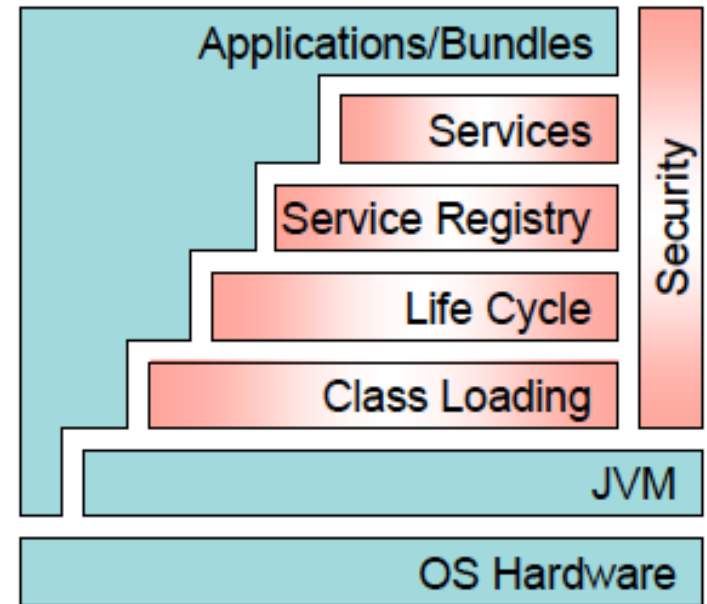 Applications/Bundles
Services
Service Registry
Life Cycle
Class Loading
Security
JVM
OS Hardware